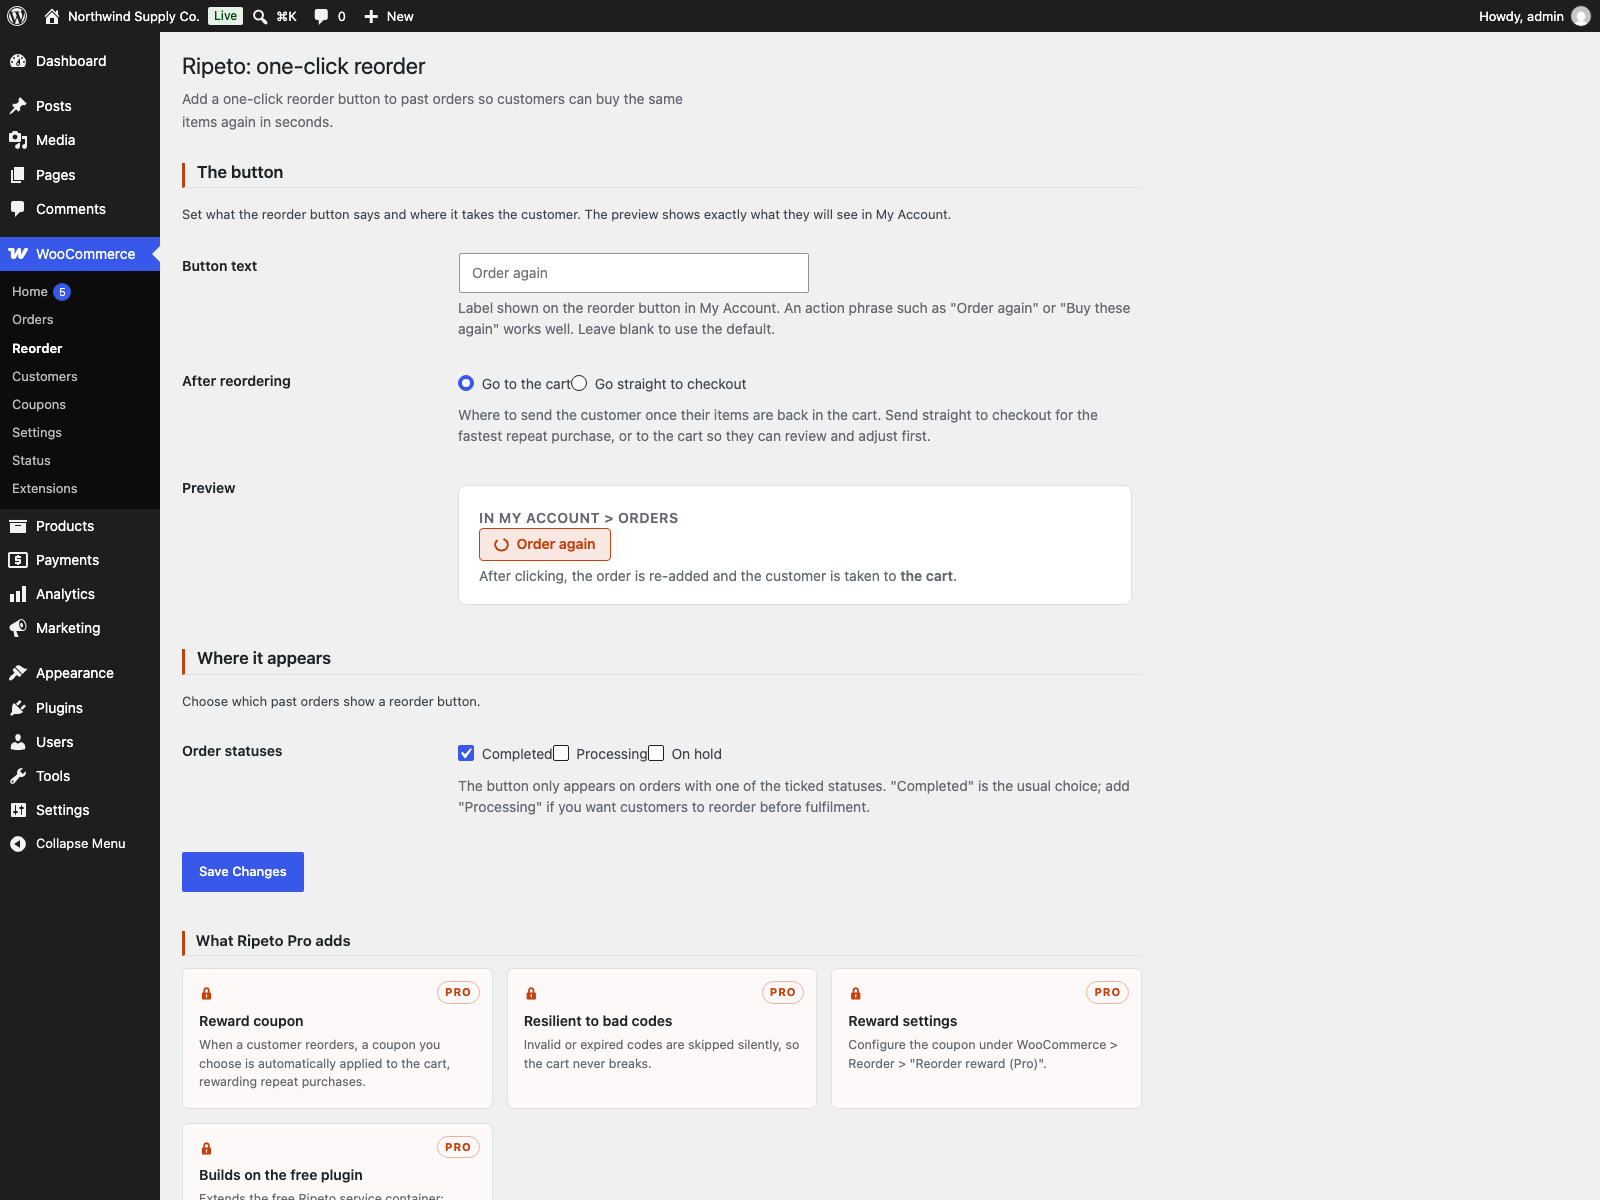 Northwind Supply Co. Live ⌘K 0 New Howdy, admin
Dashboard
Posts
Media
Pages
Comments
WooCommerce
Home 5
Orders
Reorder
Customers
Coupons
Settings
Status
Extensions
Products
Payments
Analytics
Marketing
Appearance
Plugins
Users
Tools
Settings
Collapse Menu
Ripeto: one-click reorder
Add a one-click reorder button to past orders so customers can buy the same
items again in seconds.
The button
Set what the reorder button says and where it takes the customer. The preview shows exactly what they will see in My Account.
Button text
Order again
Label shown on the reorder button in My Account. An action phrase such as "Order again" or "Buy these
again" works well. Leave blank to use the default.
After reordering
Go to the cart Go straight to checkout
Where to send the customer once their items are back in the cart. Send straight to checkout for the
fastest repeat purchase, or to the cart so they can review and adjust first.
Preview
IN MY ACCOUNT > ORDERS
Order again
After clicking, the order is re-added and the customer is taken to the cart.
Where it appears
Choose which past orders show a reorder button.
Order statuses
Completed Processing On hold
The button only appears on orders with one of the ticked statuses. "Completed" is the usual choice; add
"Processing" if you want customers to reorder before fulfilment.
Save Changes
What Ripeto Pro adds
PRO
Reward coupon
When a customer reorders, a coupon you
choose is automatically applied to the cart,
rewarding repeat purchases.
PRO
Resilient to bad codes
Invalid or expired codes are skipped silently, so
the cart never breaks.
PRO
Reward settings
Configure the coupon under WooCommerce >
Reorder > "Reorder reward (Pro)".
PRO
Builds on the free plugin
Extends the free Ripeto service container;